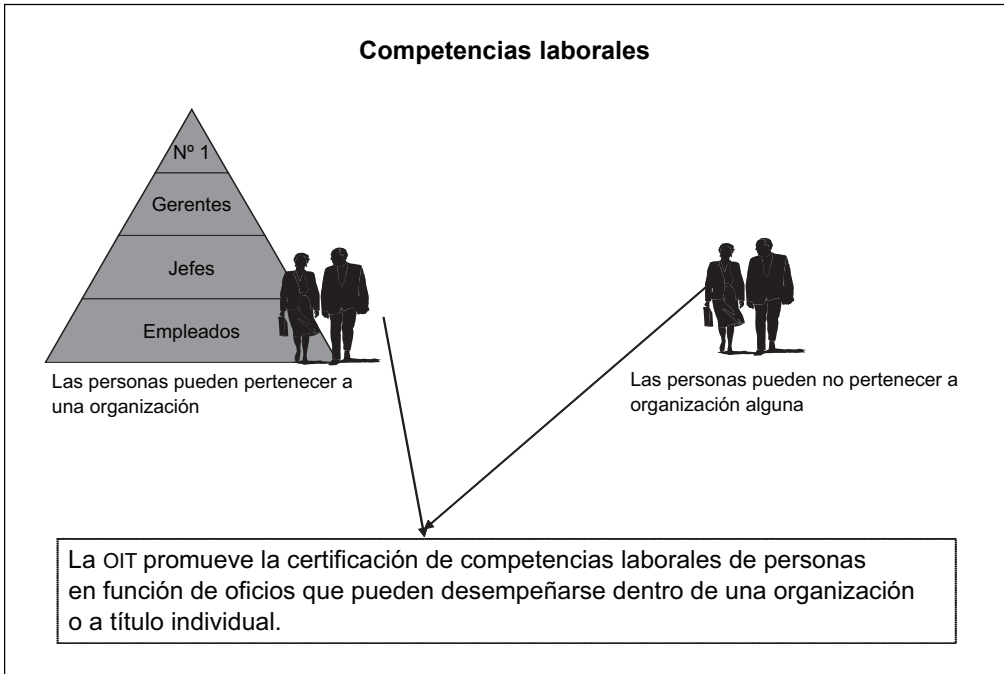 Competencias laborales
Nº 1
Gerentes
Jefes
Empleados
Las personas pueden pertenecer a
una organización
Las personas pueden no pertenecer a
organización alguna
La OIT promueve la certificación de competencias laborales de personas
en función de oficios que pueden desempeñarse dentro de una organización
o a título individual.